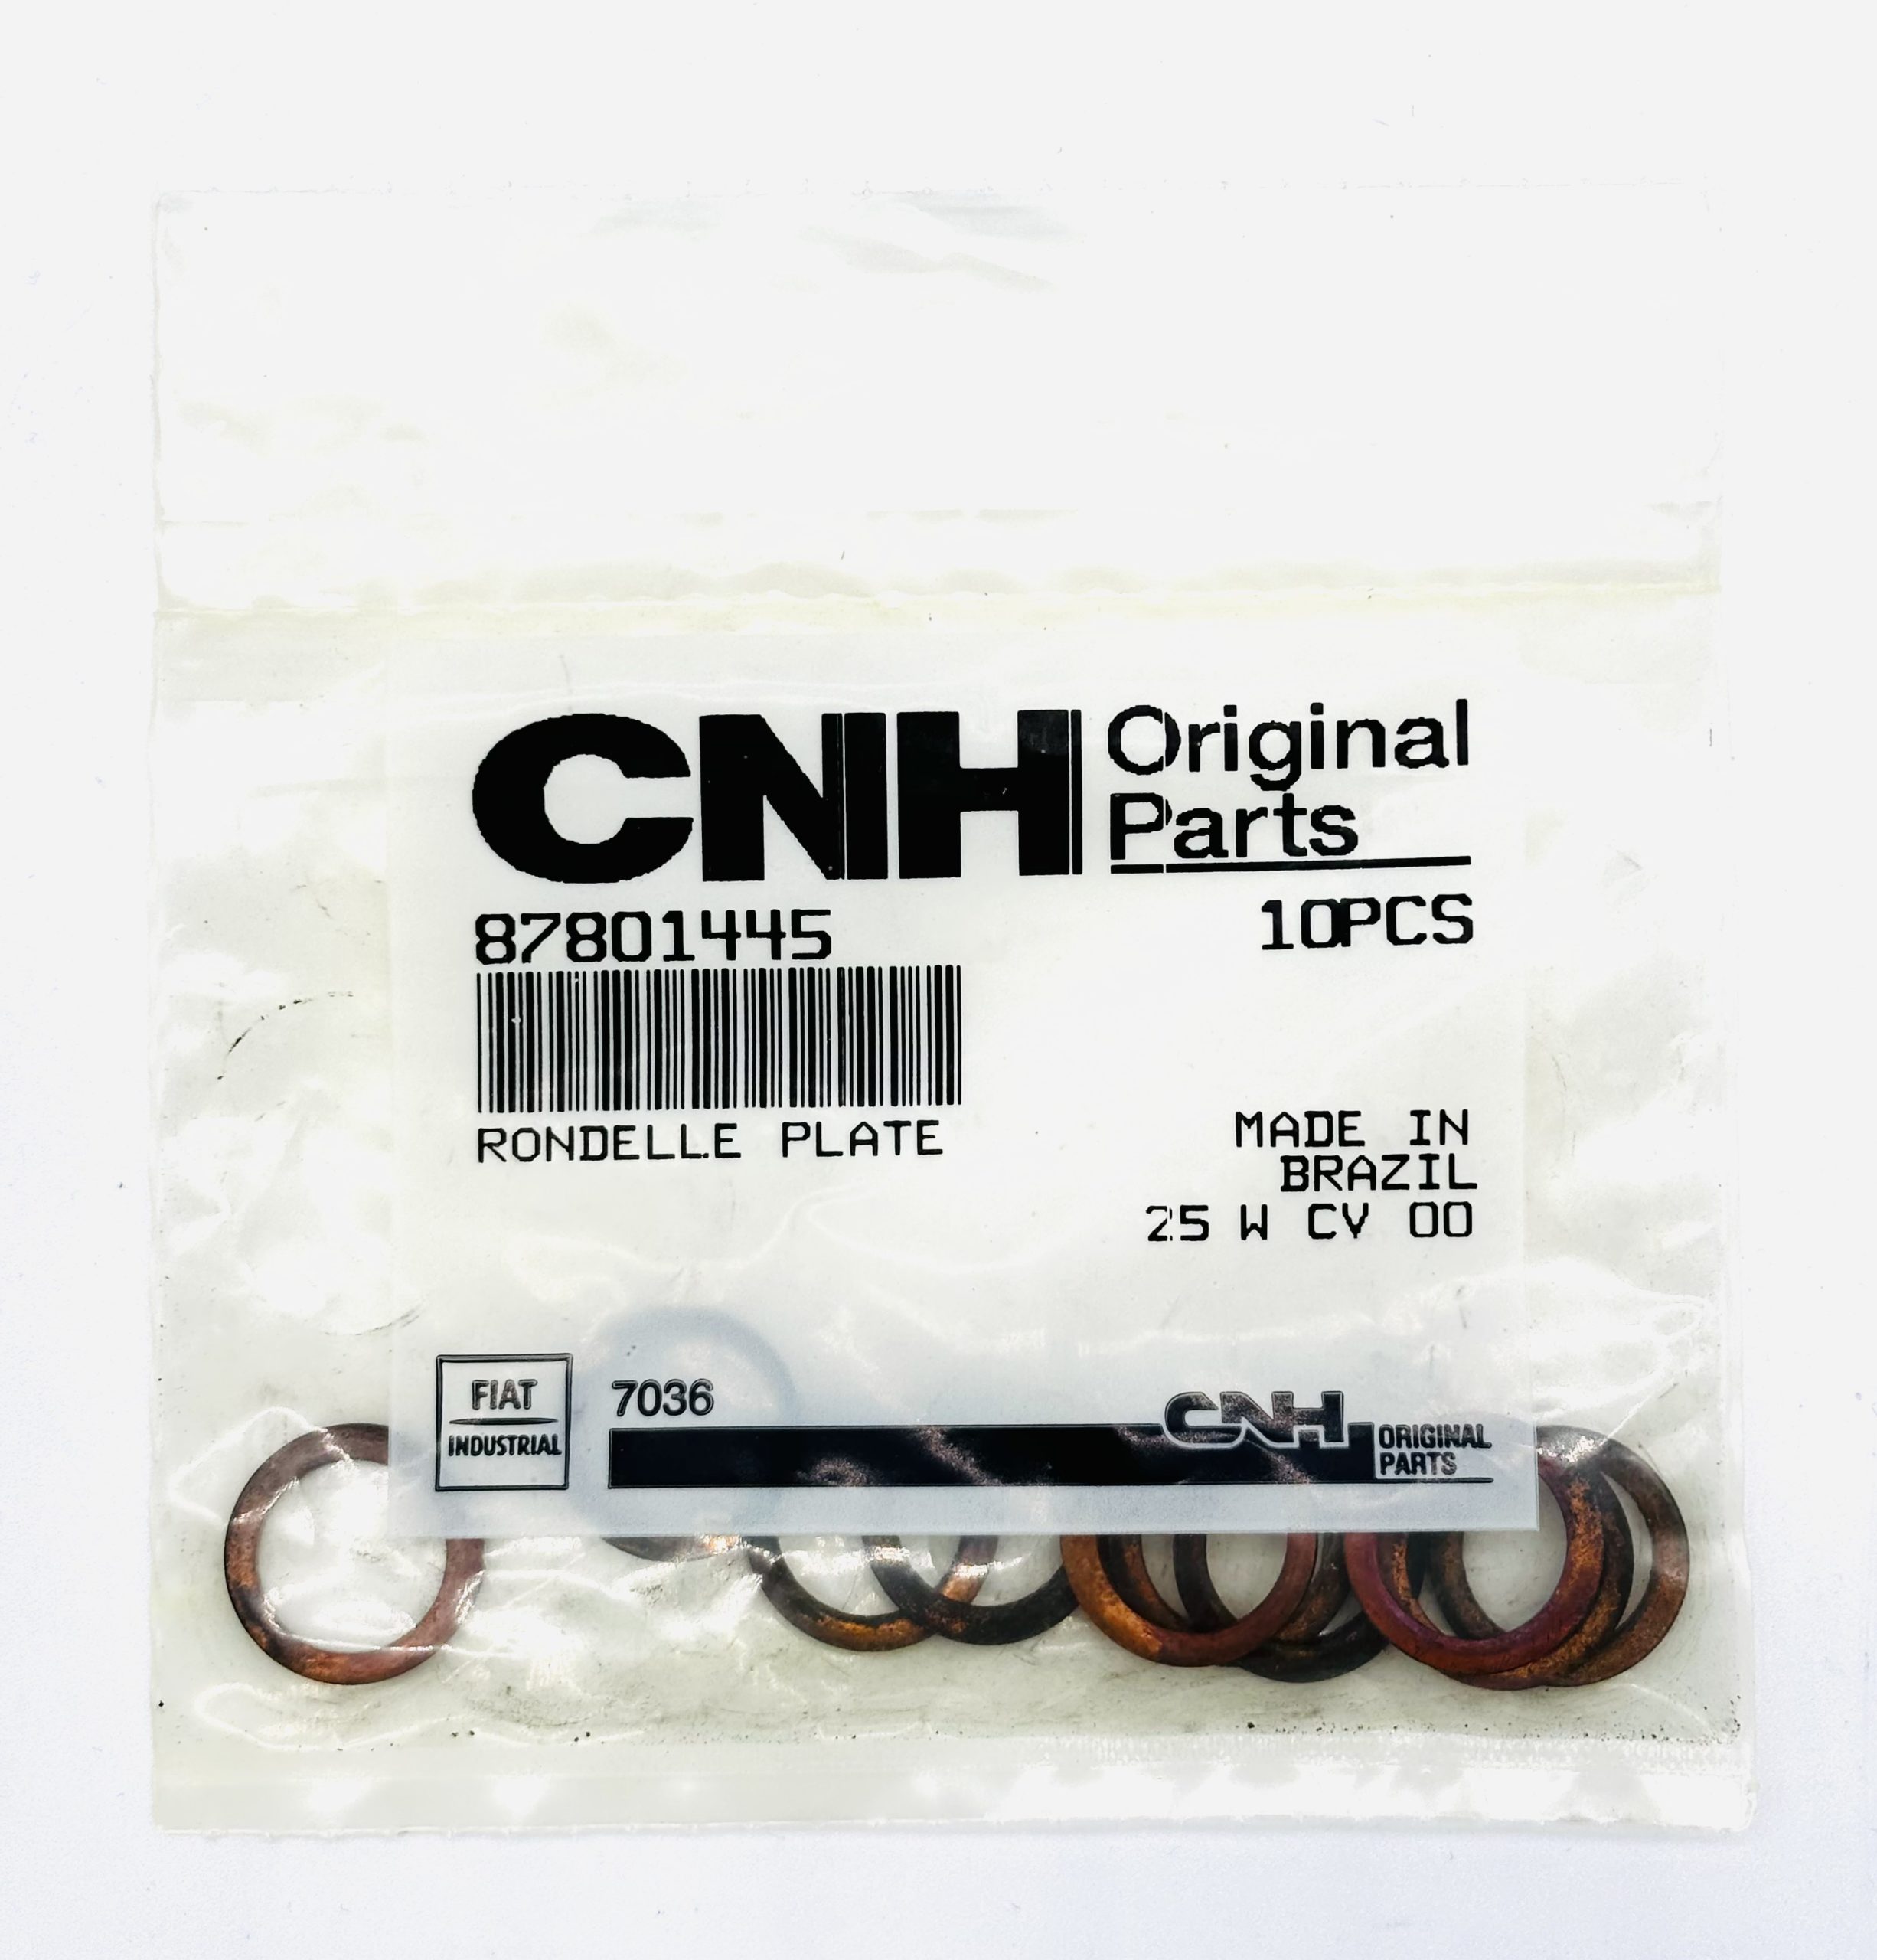 CNH Original
Parts
87801445 10PCS
RONDELLE PLATE
MADE IN
BRAZIL
25 W CV 00
FIAT
INDUSTRIAL
7036
CNH ORIGINAL
PARTS